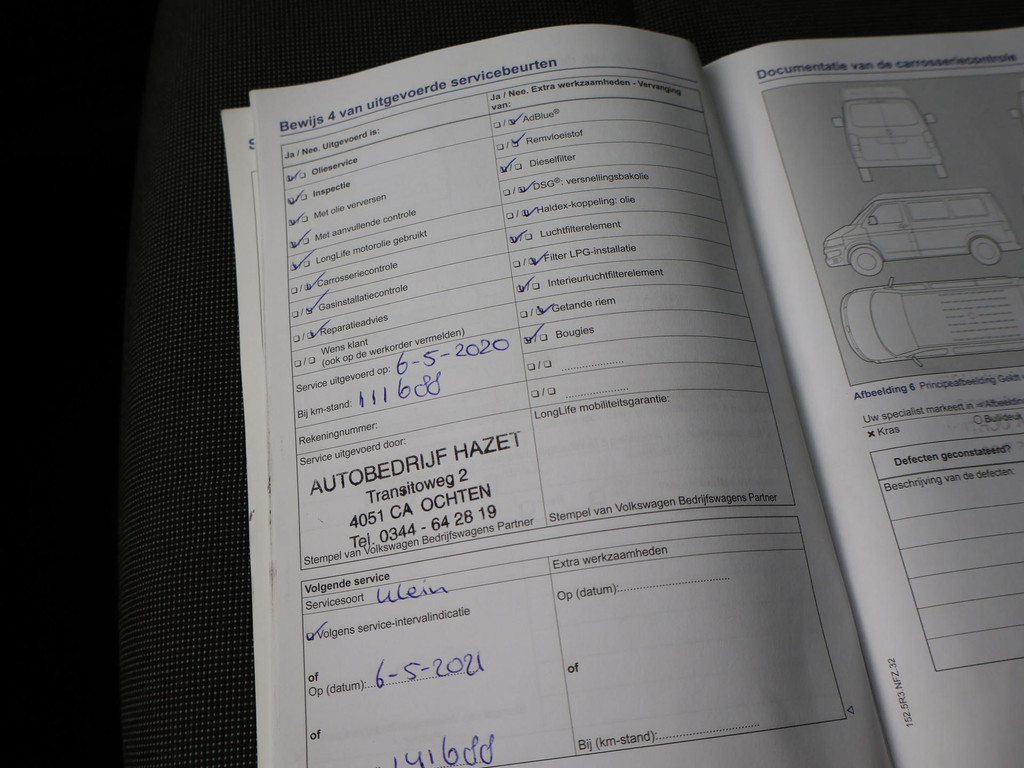 Bewijs 4 van uitgevoerde servicebeurten
Ja / Nee. Uitgevoerd is:
Olieservice
Inspectie
Met olie verversen
Met aanvullende controle
LongLife motorolie gebruikt
Carrosseriecontrole
Gasinstallatiecontrole
Reparatieadvies
Wens klant
(ook op de werkorder vermelden)
Service uitgevoerd op: 6-5-2020
Bij km-stand: 111688
Rekeningnummer:
Service uitgevoerd door:
AUTOBEDRIJF HAZET
Transitoweg 2
4051 CA OCHTEN
Tel. 0344 - 64 28 19
Stempel van Volkswagen Bedrijfswagens Partner
Ja / Nee. Extra werkzaamheden - Vervanging
van:
AdBlue®
Remvloeistof
Dieselfilter
DSG®: versnellingsbakolie
Haldex-koppeling: olie
Luchtfilterelement
Filter LPG-installatie
Interieurluchtfilterelement
Getande riem
Bougies
LongLife mobiliteitsgarantie:
Stempel van Volkswagen Bedrijfswagens Partner
Volgende service
Servicesoort Klein
Volgens service-intervalindicatie
of
Op (datum): 6-5-2021
of
141688
Extra werkzaamheden
Op (datum):
of
Bij (km-stand):
Documentatie van de carrosseriecontrole
Afbeelding 6 Principeafbeelding
Uw specialist markeert in
× Kras
Defecten geconstateerd?
Beschrijving van de defecten:
152.5R3.NFZ.32